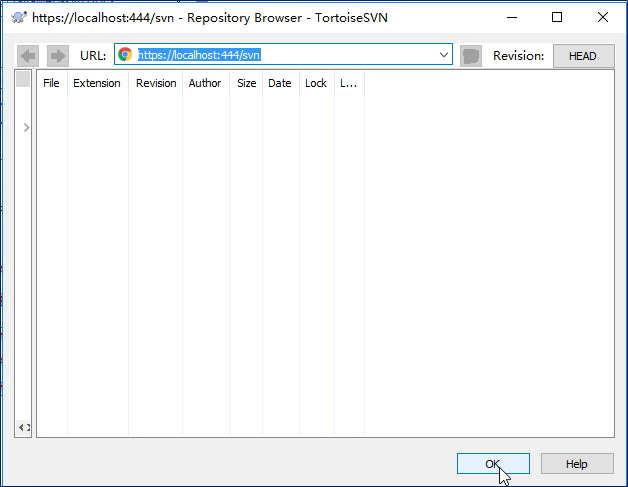 https://localhost:444/svn - Repository Browser - TortoiseSVN
URL: https://localhost:444/svn Revision: HEAD
File Extension Revision Author Size Date Lock L...
OK Help